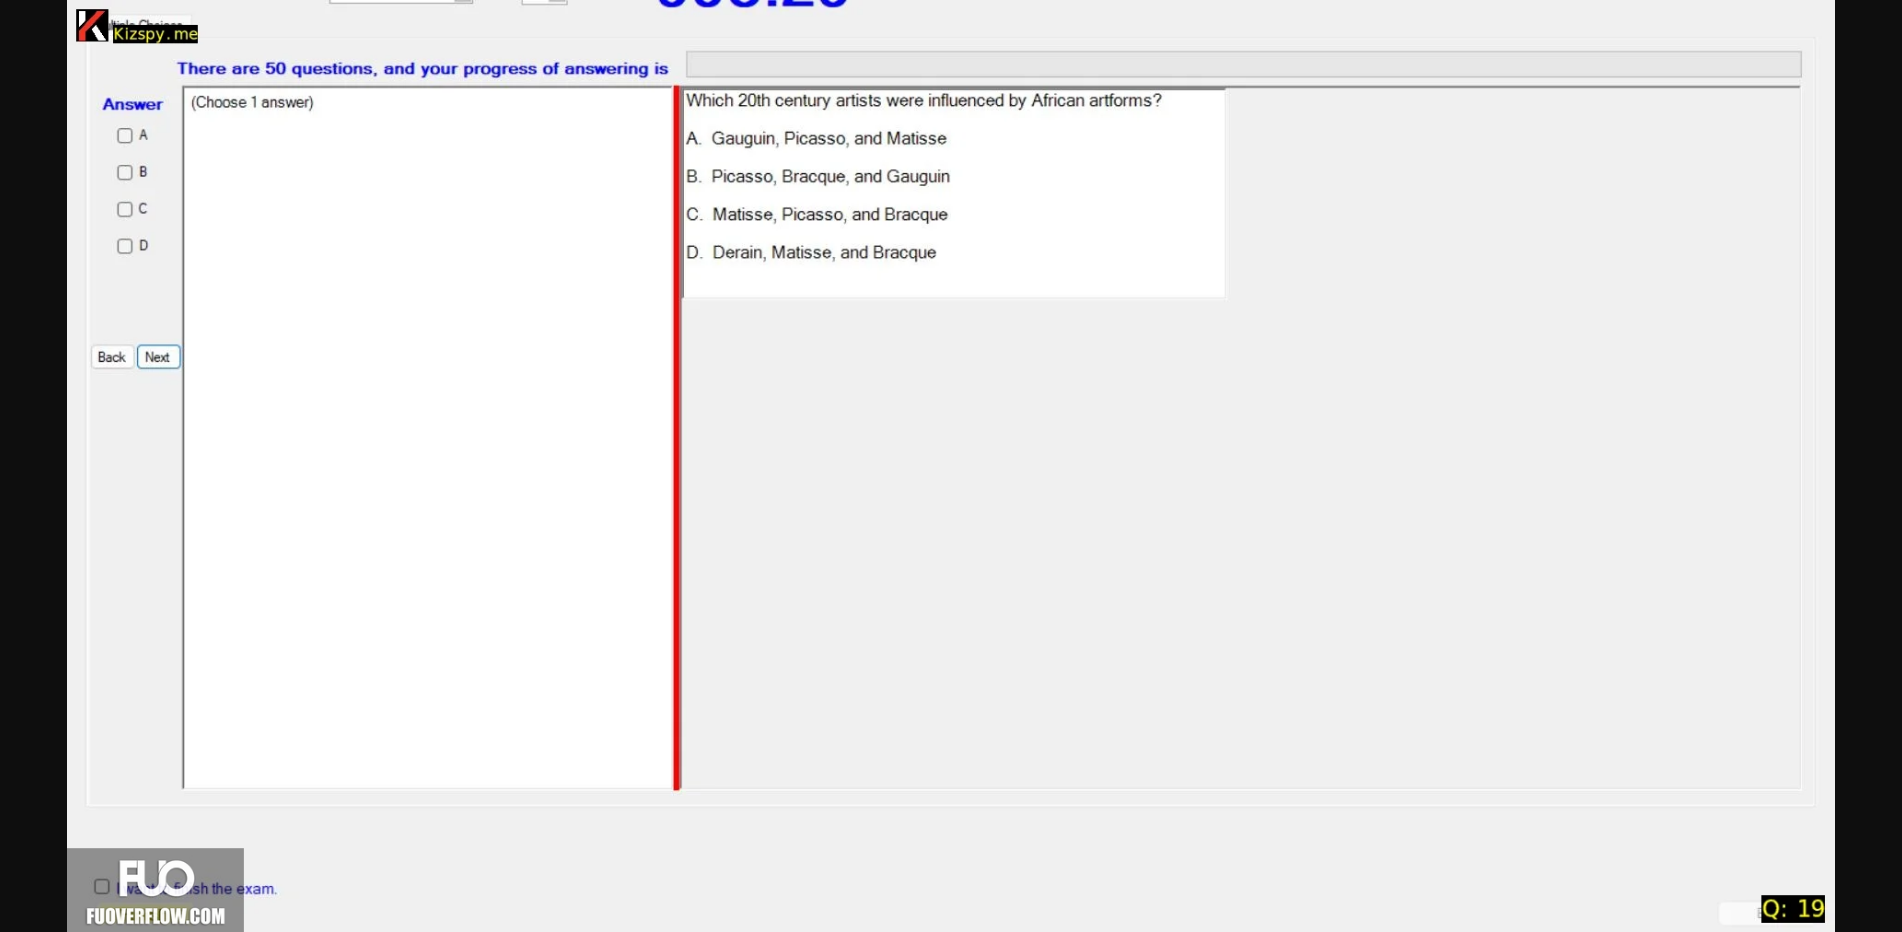 Kizspy.me
There are 50 questions, and your progress of answering is
Answer
(Choose 1 answer)
A
B
C
D
Back
Next
Which 20th century artists were influenced by African artforms?
A. Gauguin, Picasso, and Matisse
B. Picasso, Bracque, and Gauguin
C. Matisse, Picasso, and Bracque
D. Derain, Matisse, and Bracque
FUO
finish the exam.
FUOVERFLOW.COM
Q: 19